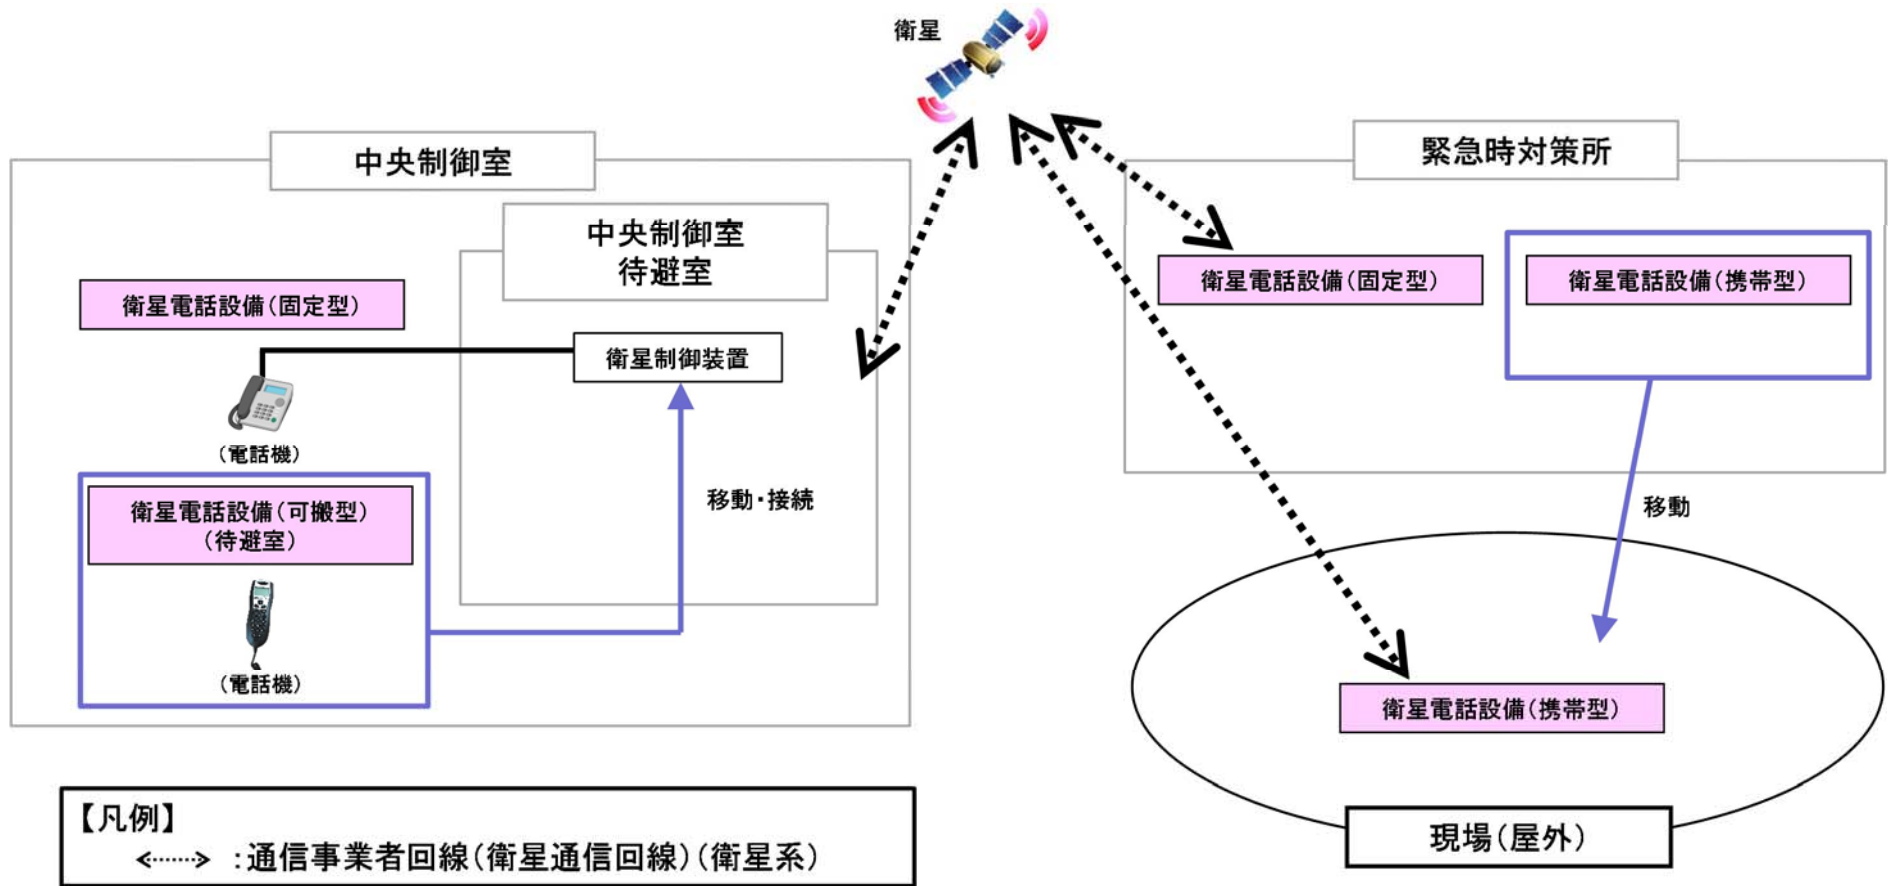 衛星
中央制御室
中央制御室
待避室
衛星電話設備(固定型)
衛星制御装置
(電話機)
衛星電話設備(可搬型)
(待避室)
(電話機)
移動・接続
緊急時対策所
衛星電話設備(固定型)
衛星電話設備(携帯型)
移動
衛星電話設備(携帯型)
現場(屋外)
【凡例】
:通信事業者回線(衛星通信回線)(衛星系)